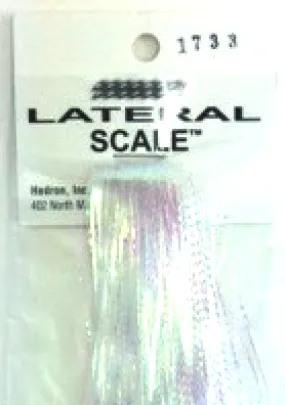 1733
LATERAL
SCALE™
Hedron, Inc.
402 North M